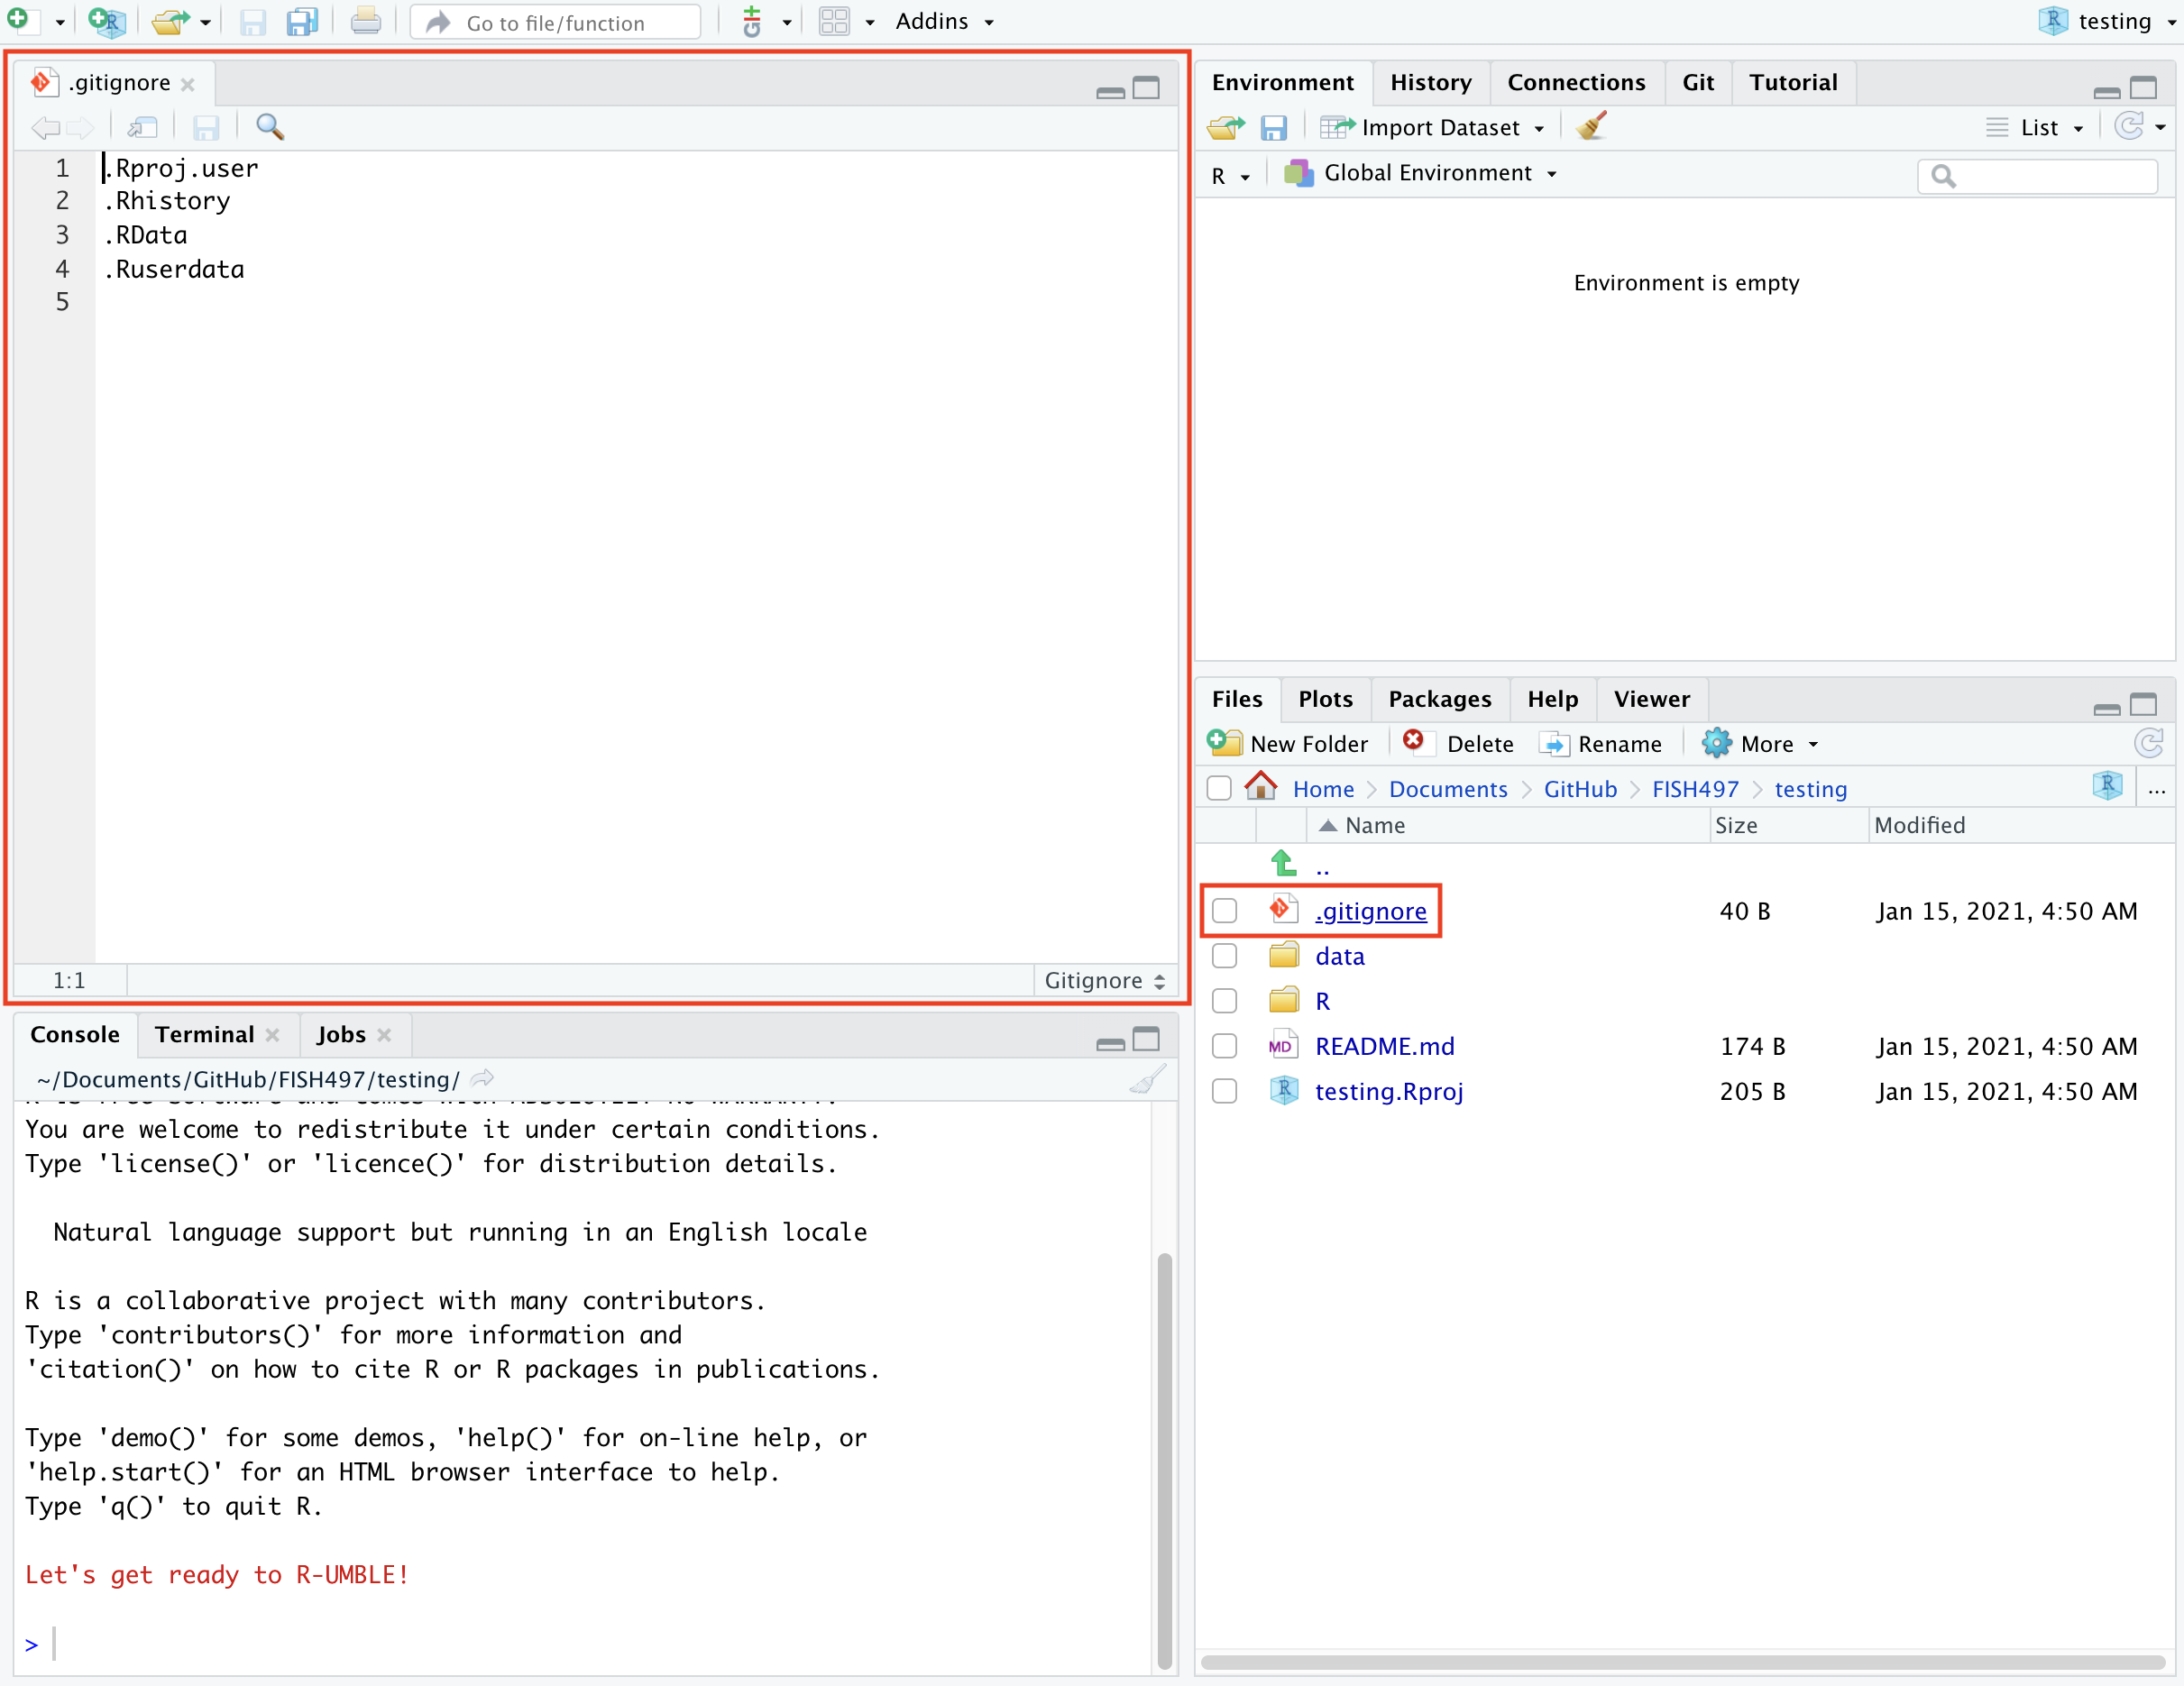 Go to file/function
Addins
testing
.gitignore
1 .Rproj.user
2 .Rhistory
3 .RData
4 .Ruserdata
5
1:1
Gitignore
Console Terminal Jobs
~/Documents/GitHub/FISH497/testing/
You are welcome to redistribute it under certain conditions.
Type 'license()' or 'licence()' for distribution details.
Natural language support but running in an English locale
R is a collaborative project with many contributors.
Type 'contributors()' for more information and
'citation()' on how to cite R or R packages in publications.
Type 'demo()' for some demos, 'help()' for on-line help, or
'help.start()' for an HTML browser interface to help.
Type 'q()' to quit R.
Let's get ready to R-UMBLE!
>
Environment History Connections Git Tutorial
Import Dataset List
R Global Environment
Environment is empty
Files Plots Packages Help Viewer
New Folder Delete Rename More
Home Documents GitHub FISH497 testing ...
Name Size Modified
..
.gitignore 40 B Jan 15, 2021, 4:50 AM
data
R
README.md 174 B Jan 15, 2021, 4:50 AM
testing.Rproj 205 B Jan 15, 2021, 4:50 AM